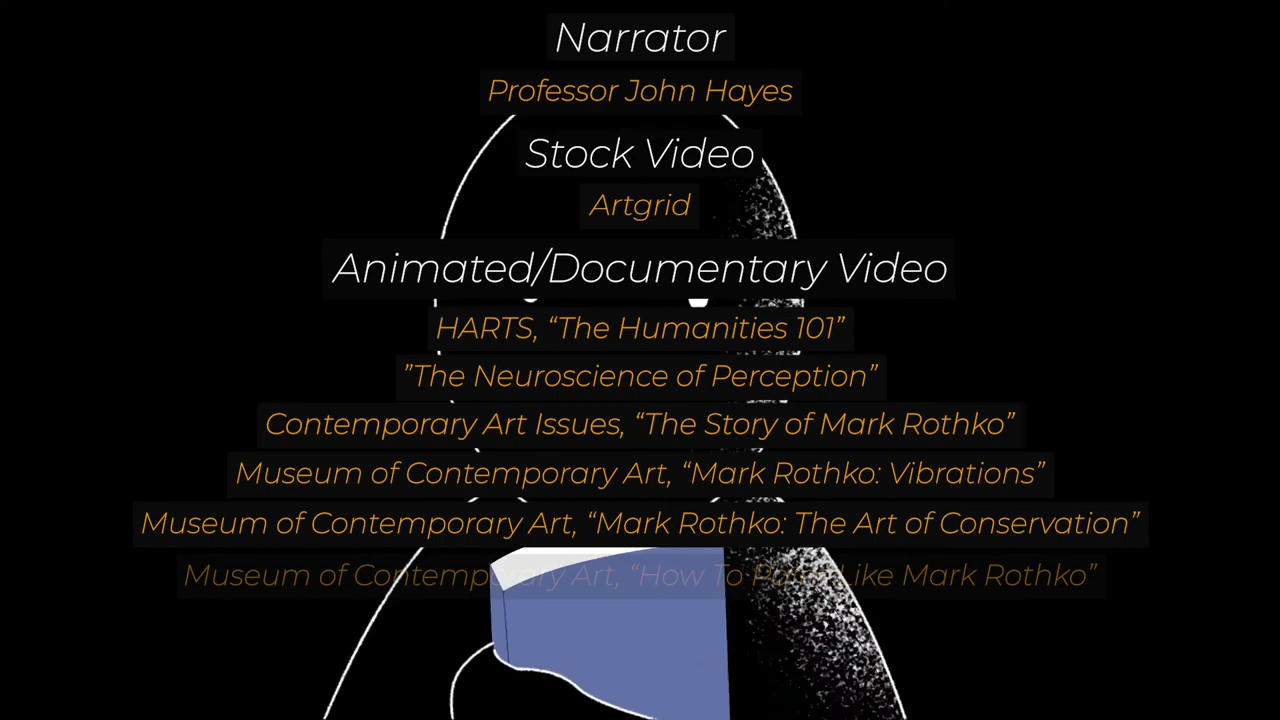 Narrator
Professor John Hayes
Stock Video
Artgrid
Animated/Documentary Video
HARTS, “The Humanities 101”
”The Neuroscience of Perception”
Contemporary Art Issues, “The Story of Mark Rothko”
Museum of Contemporary Art, “Mark Rothko: Vibrations”
Museum of Contemporary Art, “Mark Rothko: The Art of Conservation”
Museum of Contemporary Art, “How To Paint Like Mark Rothko”